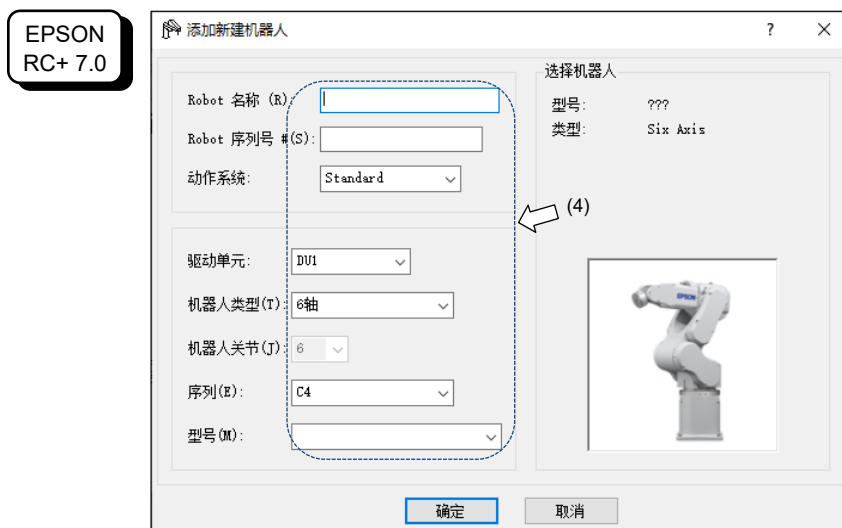 EPSON
RC+ 7.0
添加新建机器人
Robot 名称 (R):
Robot 序列号 #(S):
动作系统: Standard
驱动单元: DU1
机器人类型(T): 6轴
机器人关节(J): 6
序列(E): C4
型号(M):
(4)
选择机器人
型号: ???
类型: Six Axis
EPSON
确定 取消